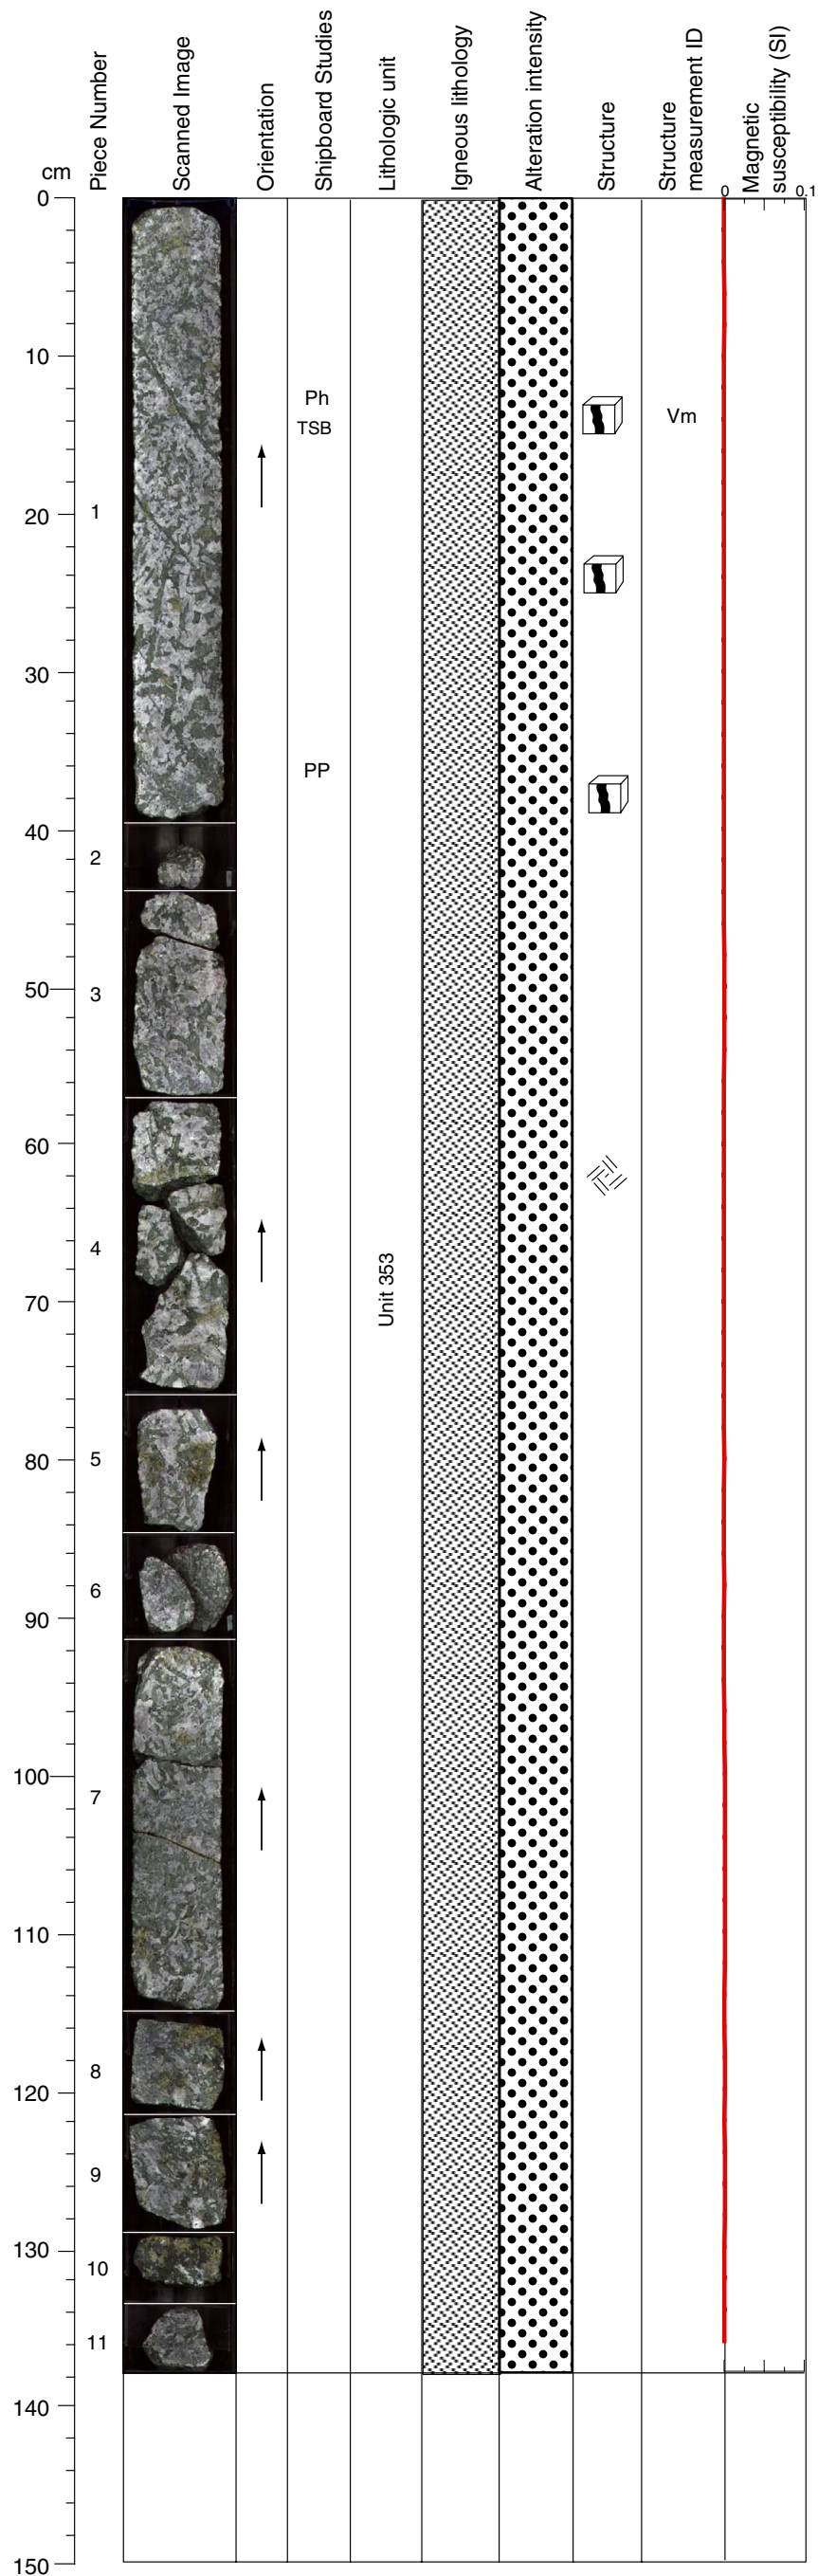 cm
Piece Number
Scanned Image
Orientation
Shipboard Studies
Lithologic unit
Igneous lithology
Alteration intensity
Structure
Structure
measurement ID
Magnetic
susceptibility (SI)
0
0.1
0
10
Ph
Vm
TSB
1
20
30
PP
40
2
50
3
60
4
Unit 353
70
5
80
6
90
100
7
110
8
120
9
130
10
11
140
150